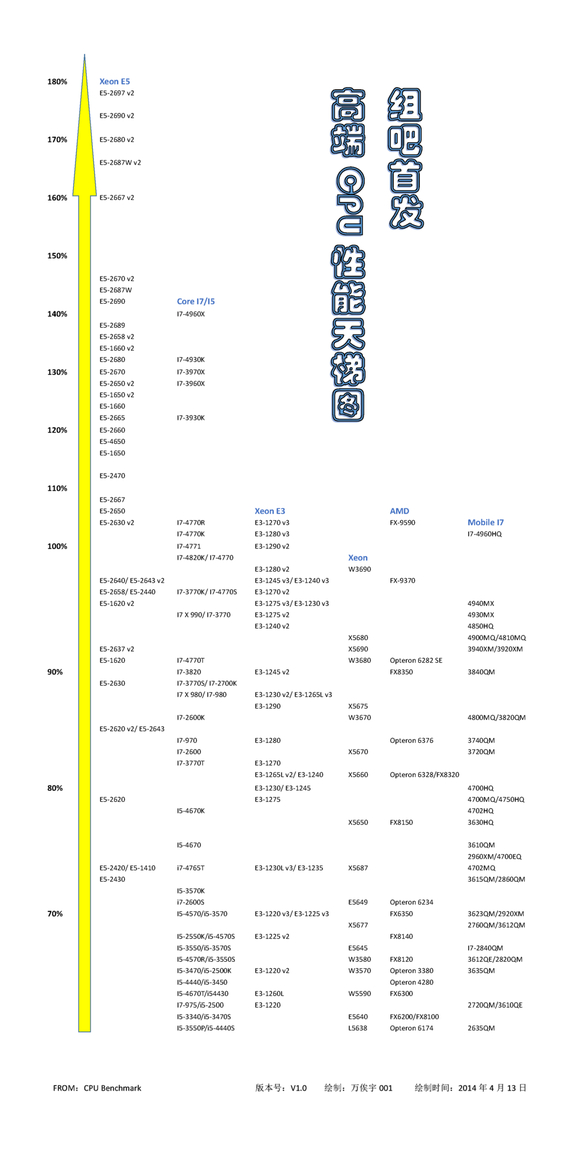 组吧首发
高端 CPU 性能天梯图
180% Xeon E5
E5-2697 v2
E5-2690 v2
170% E5-2680 v2
E5-2687W v2
160% E5-2667 v2
150%
E5-2670 v2
E5-2687W
E5-2690 Core I7/I5
140% I7-4960X
E5-2689
E5-2658 v2
E5-1660 v2
E5-2680 I7-4930K
130% E5-2670 I7-3970X
E5-2650 v2 I7-3960X
E5-1650 v2
E5-1660
E5-2665 I7-3930K
120% E5-2660
E5-4650
E5-1650
E5-2470
110%
E5-2667
E5-2650 Xeon E3 AMD
E5-2630 v2 I7-4770R E3-1270 v3 FX-9590 Mobile I7
I7-4770K E3-1280 v3 I7-4960HQ
100% I7-4771 E3-1290 v2
I7-4820K/ I7-4770 Xeon
E3-1280 v2 W3690
E5-2640/ E5-2643 v2 E3-1245 v3/ E3-1240 v3 FX-9370
E5-2658/ E5-2440 I7-3770K/ I7-4770S E3-1270 v2
E5-1620 v2 E3-1275 v3/ E3-1230 v3 4940MX
I7 X 990/ I7-3770 E3-1275 v2 4930MX
E3-1240 v2 4850HQ
X5680 4900MQ/4810MQ
E5-2637 v2 X5690 3940XM/3920XM
E5-1620 I7-4770T W3680 Opteron 6282 SE
90% I7-3820 E3-1245 v2 FX8350 3840QM
E5-2630 I7-3770S/ I7-2700K
I7 X 980/ I7-980 E3-1230 v2/ E3-1265L v3
E3-1290 X5675
I7-2600K W3670 4800MQ/3820QM
E5-2620 v2/ E5-2643
I7-970 E3-1280 Opteron 6376 3740QM
I7-2600 X5670 3720QM
I7-3770T E3-1270
E3-1265L v2/ E3-1240 X5660 Opteron 6328/FX8320
80% E3-1230/ E3-1245 4700HQ
E5-2620 E3-1275 4700MQ/4750HQ
I5-4670K 4702HQ
X5650 FX8150 3630HQ
I5-4670 3610QM
2960XM/4700EQ
E5-2420/ E5-1410 i7-4765T E3-1230L v3/ E3-1235 X5687 4702MQ
E5-2430 3615QM/2860QM
I5-3570K
i7-2600S E5649 Opteron 6234
70% I5-4570/i5-3570 E3-1220 v3/ E3-1225 v3 FX6350 3623QM/2920XM
X5677 2760QM/3612QM
I5-2550K/i5-4570S E3-1225 v2 FX8140
I5-3550/i5-3570S E5645 I7-2840QM
I5-4570R/i5-3550S W3580 FX8120 3612QE/2820QM
I5-3470/i5-2500K E3-1220 v2 W3570 Opteron 3380 3635QM
I5-4440/i5-3450 Opteron 4280
I5-4670T/i54430 E3-1260L W5590 FX6300
I7-975/i5-2500 E3-1220 2720QM/3610QE
I5-3340/i5-3470S E5640 FX6200/FX8100
I5-3550P/i5-4440S L5638 Opteron 6174 2635QM
FROM: CPU Benchmark 版本号：V1.0 绘制：万俟宇 001 绘制时间：2014 年 4 月 13 日